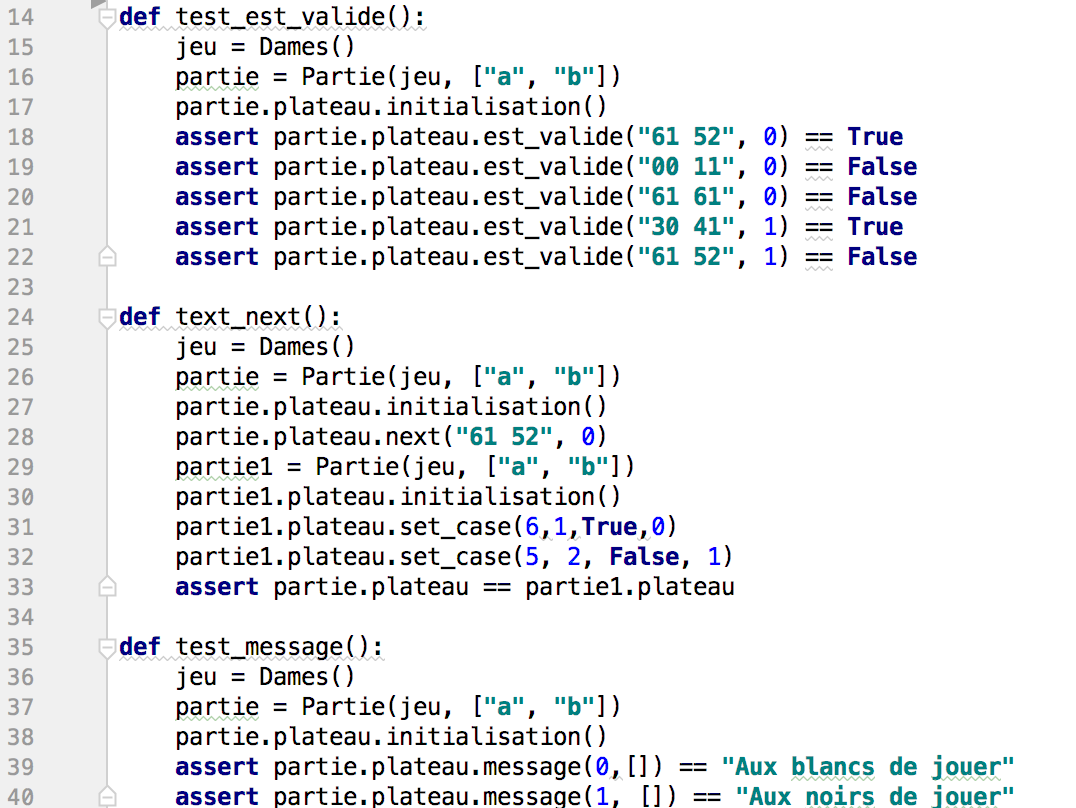 14 def test_est_valide():
15     jeu = Dames()
16     partie = Partie(jeu, ["a", "b"])
17     partie.plateau.initialisation()
18     assert partie.plateau.est_valide("61 52", 0) == True
19     assert partie.plateau.est_valide("00 11", 0) == False
20     assert partie.plateau.est_valide("61 61", 0) == False
21     assert partie.plateau.est_valide("30 41", 1) == True
22     assert partie.plateau.est_valide("61 52", 1) == False
23
24 def text_next():
25     jeu = Dames()
26     partie = Partie(jeu, ["a", "b"])
27     partie.plateau.initialisation()
28     partie.plateau.next("61 52", 0)
29     partie1 = Partie(jeu, ["a", "b"])
30     partie1.plateau.initialisation()
31     partie1.plateau.set_case(6,1,True,0)
32     partie1.plateau.set_case(5, 2, False, 1)
33     assert partie.plateau == partie1.plateau
34
35 def test_message():
36     jeu = Dames()
37     partie = Partie(jeu, ["a", "b"])
38     partie.plateau.initialisation()
39     assert partie.plateau.message(0,[]) == "Aux blancs de jouer"
40     assert partie.plateau.message(1, []) == "Aux noirs de jouer"